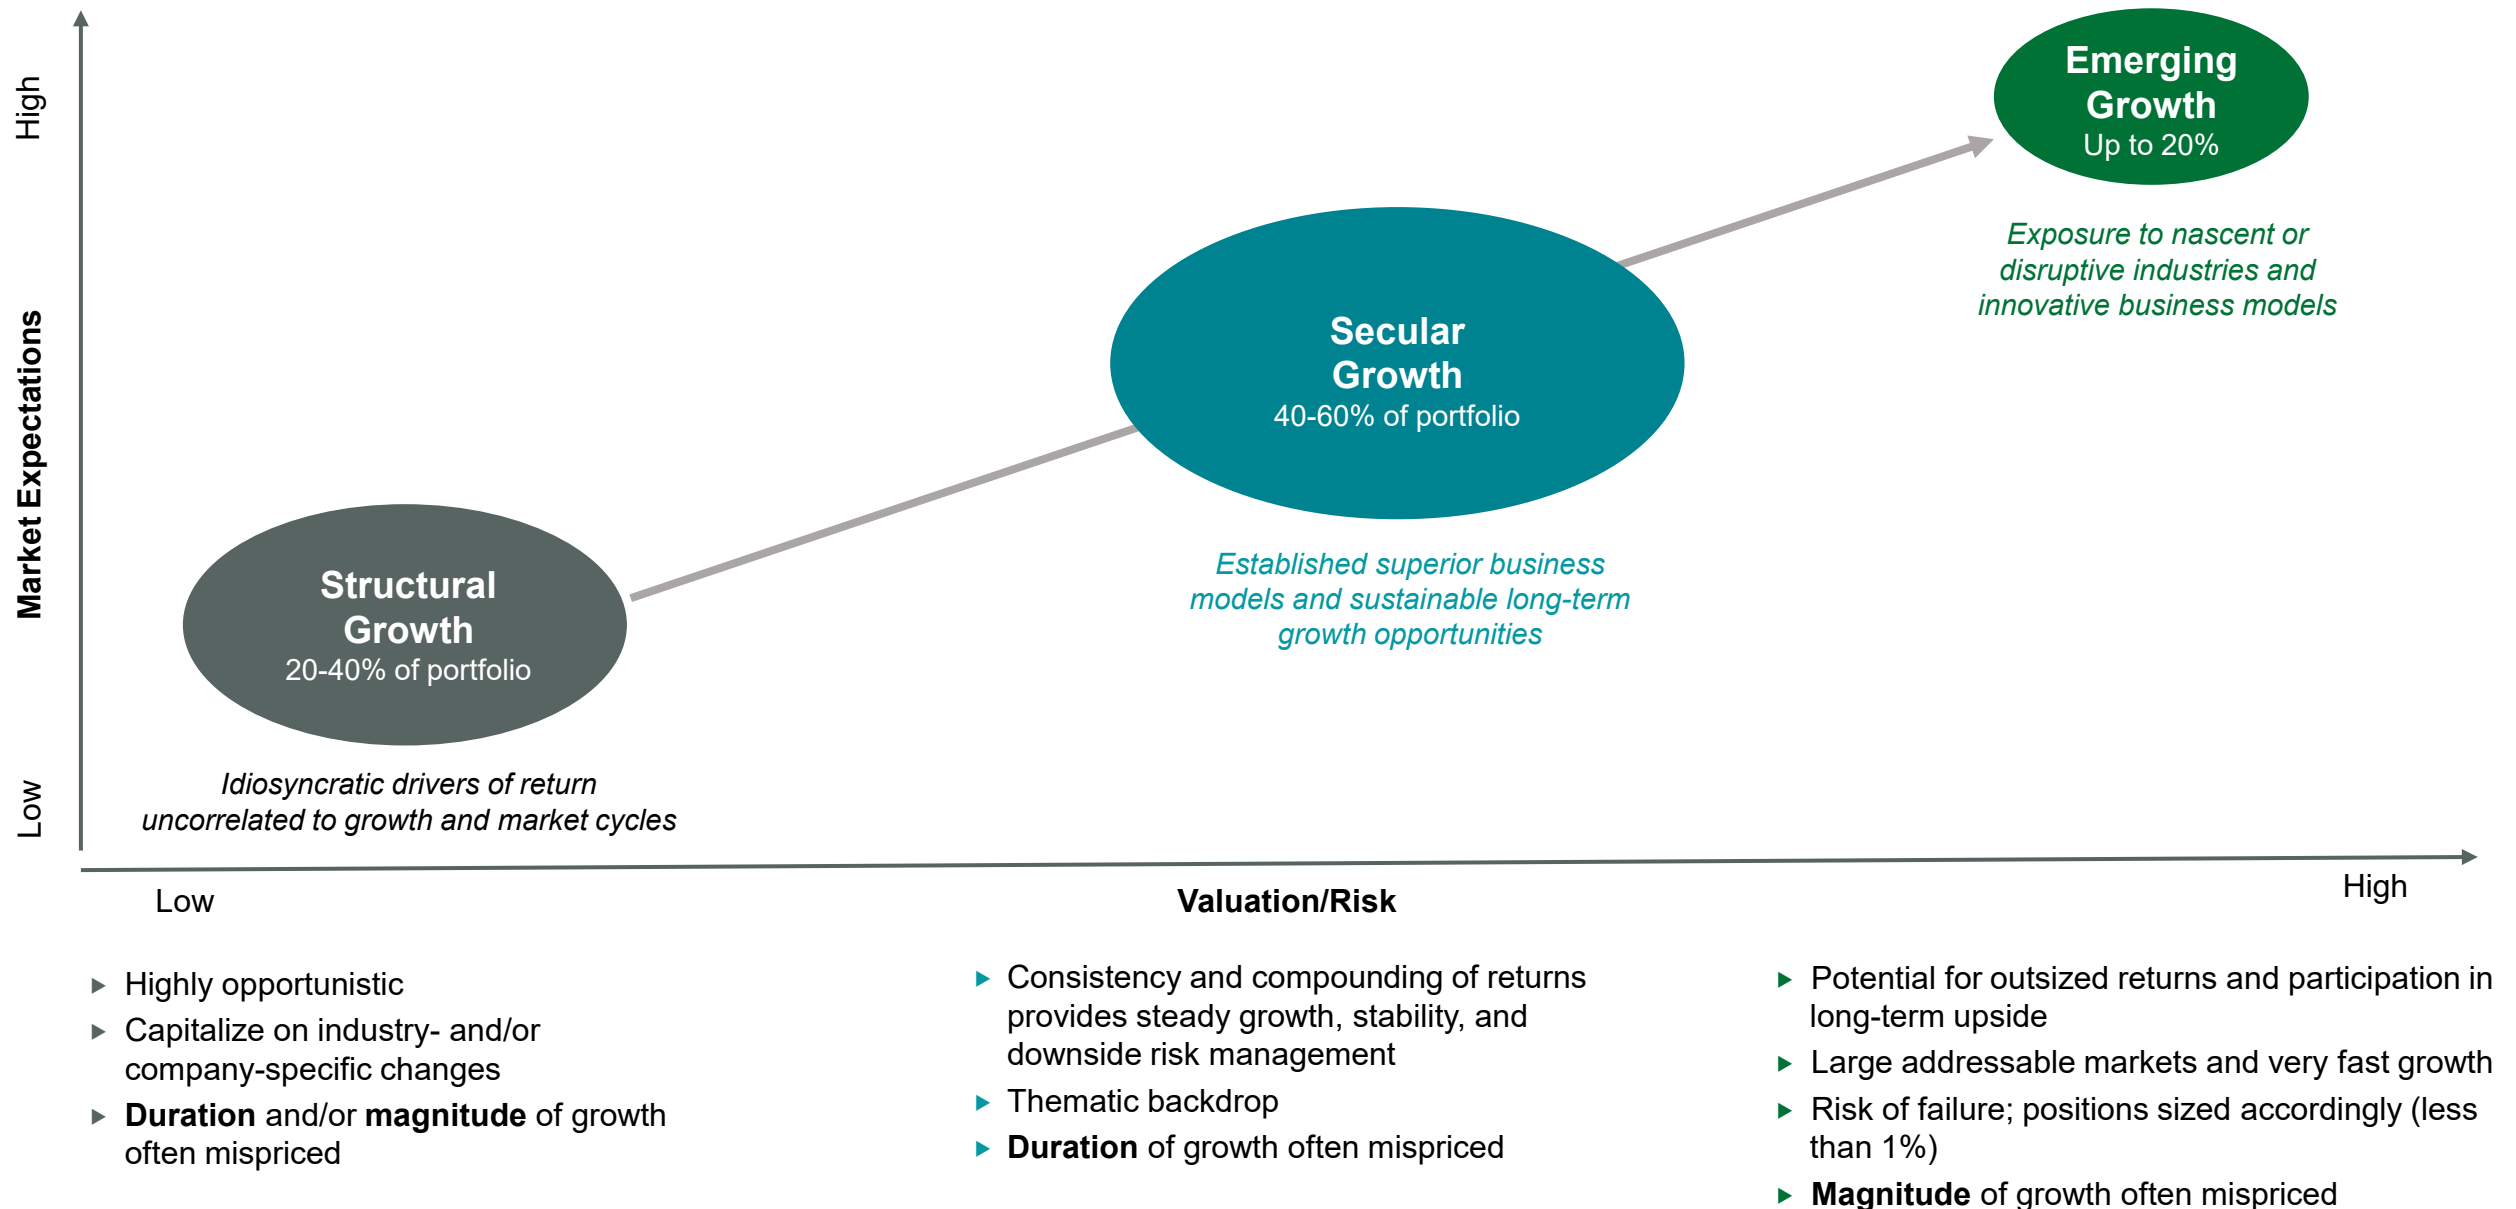 High
Market Expectations
Low
Emerging
Growth
Up to 20%
Exposure to nascent or
disruptive industries and
innovative business models
Secular
Growth
40-60% of portfolio
Established superior business
models and sustainable long-term
growth opportunities
Structural
Growth
20-40% of portfolio
Idiosyncratic drivers of return
uncorrelated to growth and market cycles
Low
Valuation/Risk
High
Highly opportunistic
Capitalize on industry- and/or
company-specific changes
Duration and/or magnitude of growth
often mispriced
Consistency and compounding of returns
provides steady growth, stability, and
downside risk management
Thematic backdrop
Duration of growth often mispriced
Potential for outsized returns and participation in
long-term upside
Large addressable markets and very fast growth
Risk of failure; positions sized accordingly (less
than 1%)
Magnitude of growth often mispriced